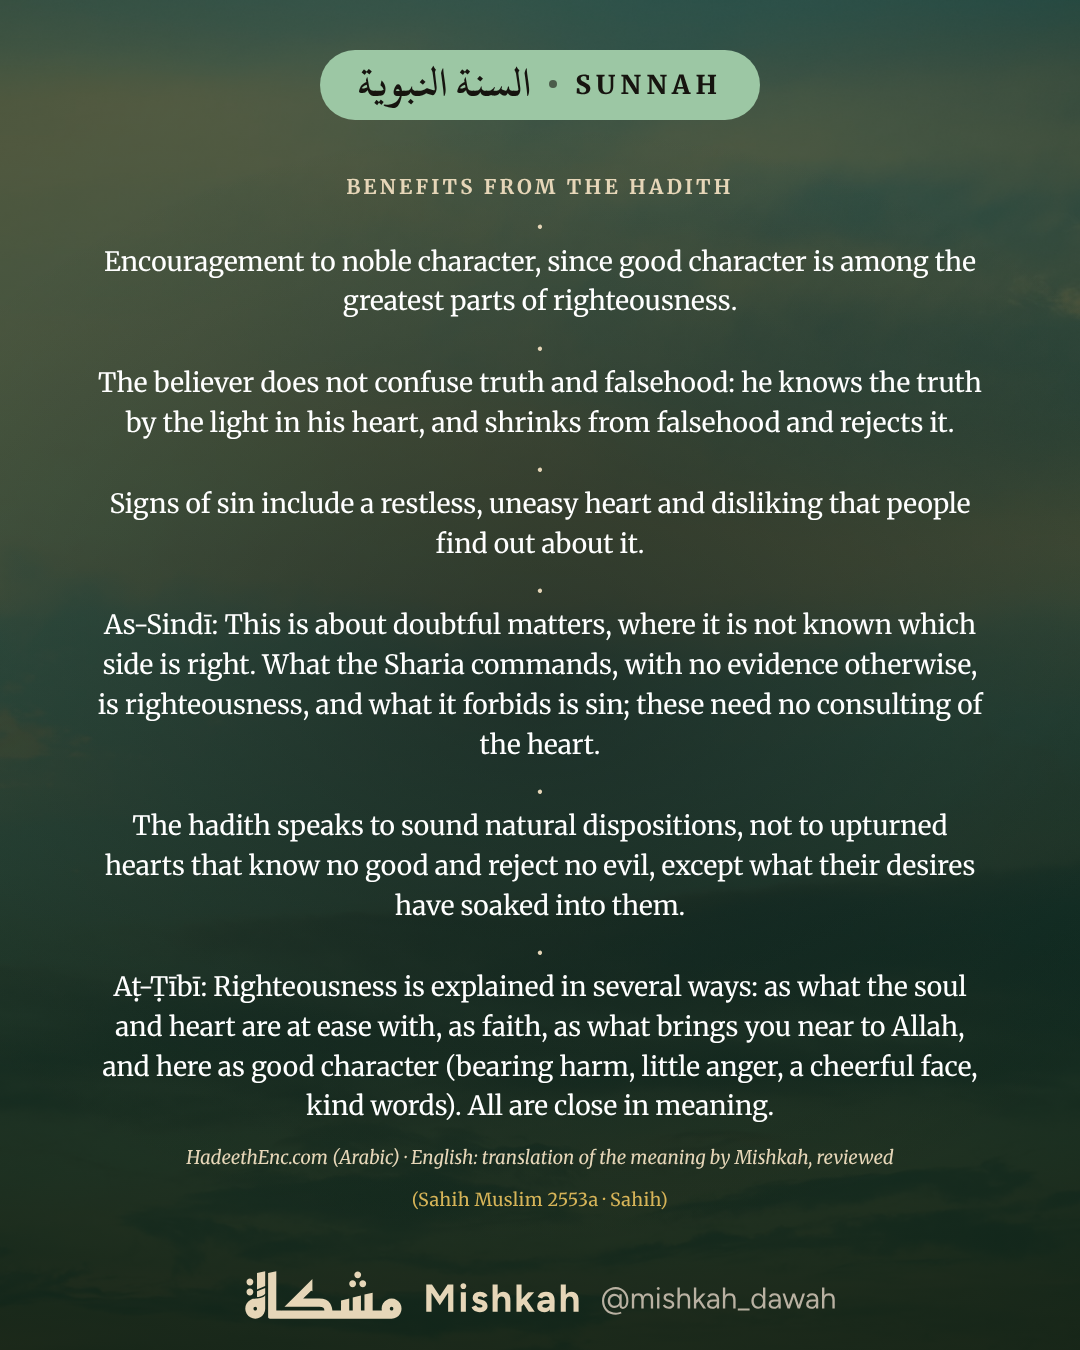 السنة النبوية • SUNNAH
BENEFITS FROM THE HADITH
·
Encouragement to noble character, since good character is among the
greatest parts of righteousness.
·
The believer does not confuse truth and falsehood: he knows the truth
by the light in his heart, and shrinks from falsehood and rejects it.
·
Signs of sin include a restless, uneasy heart and disliking that people
find out about it.
·
As-Sindī: This is about doubtful matters, where it is not known which
side is right. What the Sharia commands, with no evidence otherwise,
is righteousness, and what it forbids is sin; these need no consulting of
the heart.
·
The hadith speaks to sound natural dispositions, not to upturned
hearts that know no good and reject no evil, except what their desires
have soaked into them.
·
Aṭ-Ṭībī: Righteousness is explained in several ways: as what the soul
and heart are at ease with, as faith, as what brings you near to Allah,
and here as good character (bearing harm, little anger, a cheerful face,
kind words). All are close in meaning.
HadeethEnc.com (Arabic) · English: translation of the meaning by Mishkah, reviewed
(Sahih Muslim 2553a · Sahih)
مشكاة Mishkah @mishkah_dawah